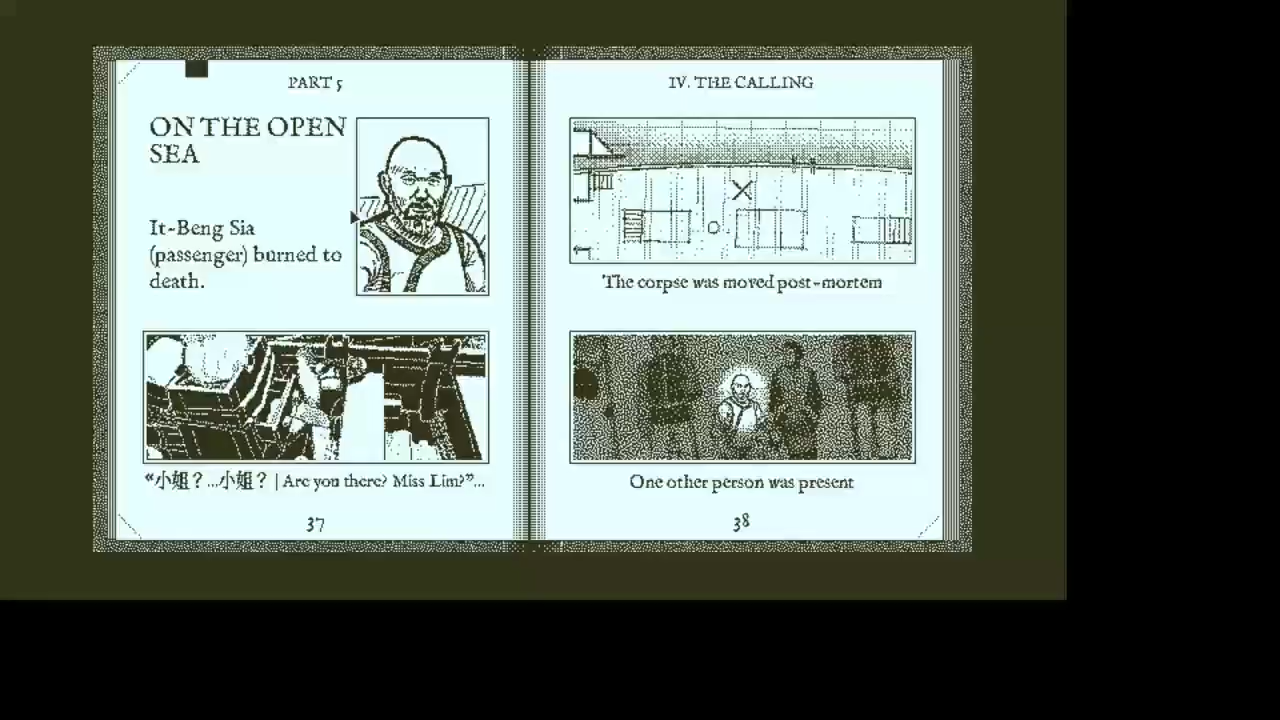 PART 5
ON THE OPEN
SEA
It-Beng Sia
(passenger) burned to
death.
“小姐？...小姐？ | Are you there? Miss Lim?”...
37
IV. THE CALLING
The corpse was moved post-mortem
One other person was present
38